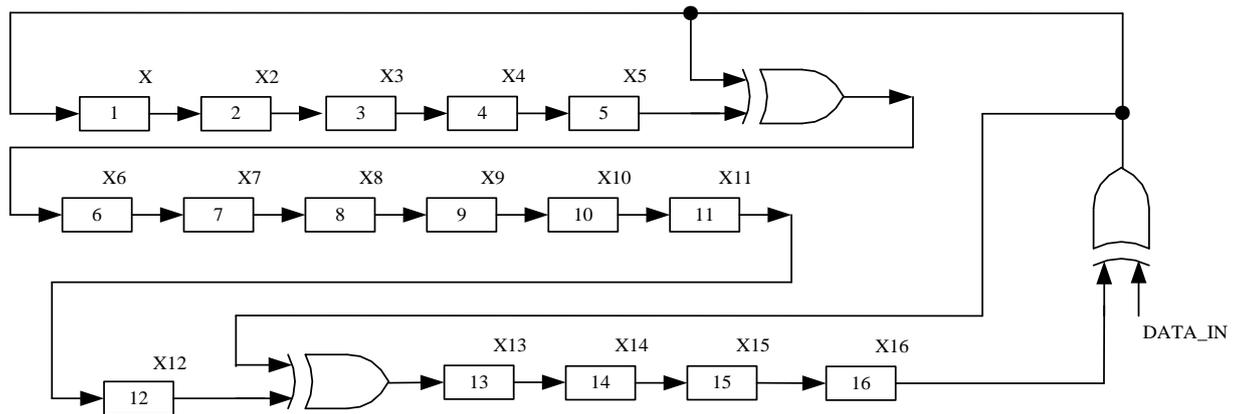 X X2 X3 X4 X5
1 2 3 4 5
X6 X7 X8 X9 X10 X11
6 7 8 9 10 11
DATA_IN
X12 X13 X14 X15 X16
12 13 14 15 16